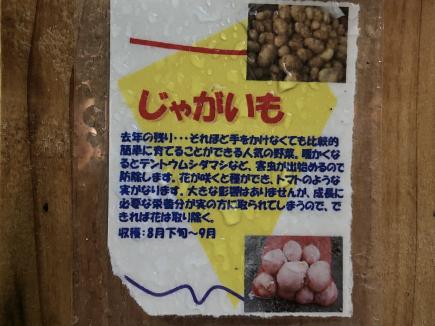 じゃがいも
去年の残り・・・それほど手をかけなくても比較的
簡単に育てることができる人気の野菜。暖かくな
るとテントウムシダマシなど、害虫が出始めるので
防除します。花が咲くと種ができ、トマトのような
実がなります。大きな影響はありませんが、成長に
必要な栄養分が実の方に取られてしまうので、で
きれば花は取り除く。
収穫:8月下旬~9月